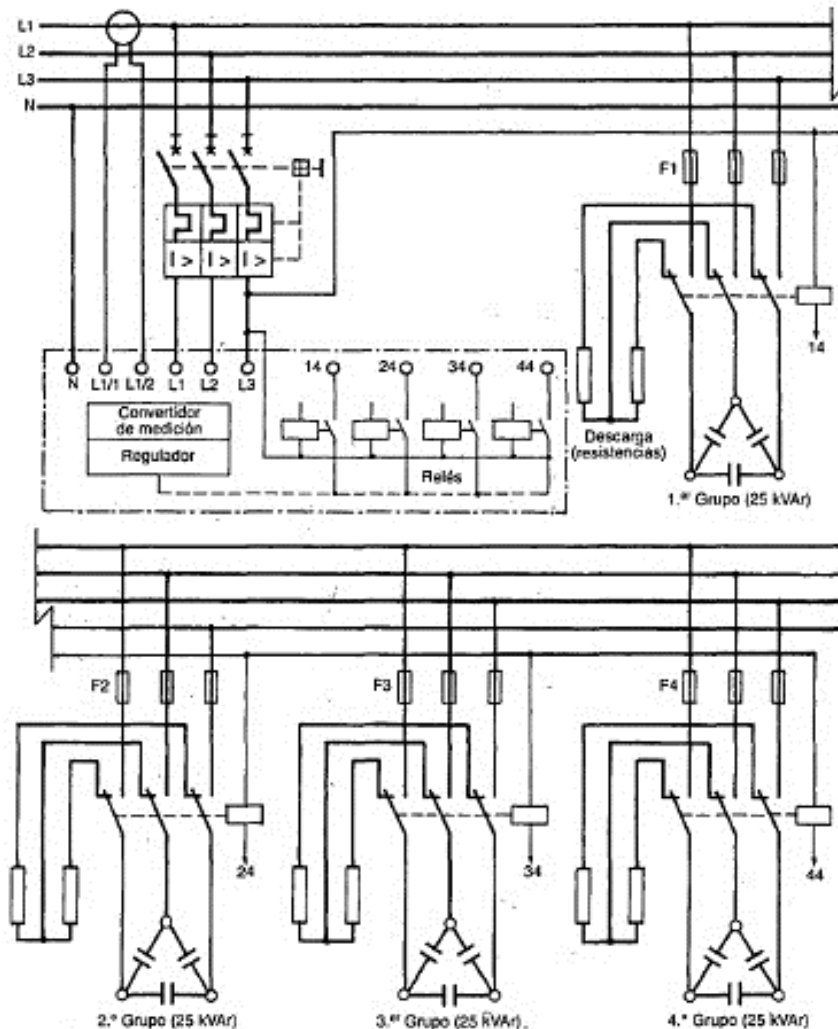 L1
L2
L3
N
F1
I > I > I >
14
N L1/1 L1/2 L1 L2 L3 14 24 34 44
Convertidor
de medición
Regulador
Relés
Descarga
(resistencias)
1.er Grupo (25 kVAr)
F2 F3 F4
24 34 44
2.º Grupo (25 kVAr) 3.er Grupo (25 kVAr). 4.º Grupo (25 kVAr)